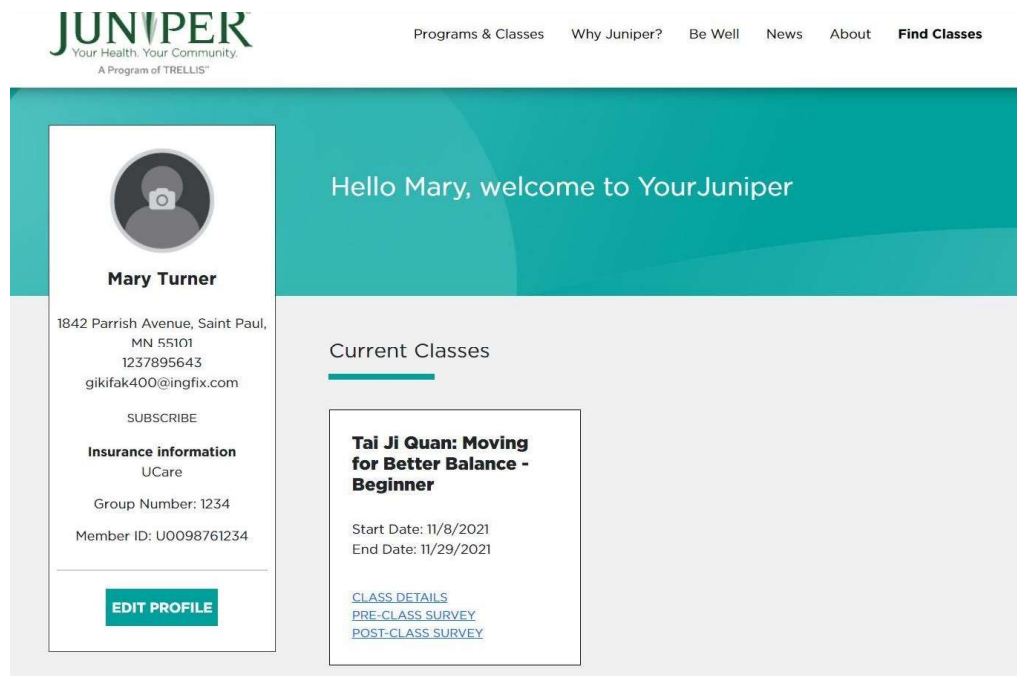 JUNIPER
Your Health. Your Community.
A Program of TRELLIS™
Programs & Classes Why Juniper? Be Well News About Find Classes
Hello Mary, welcome to YourJuniper
Mary Turner
1842 Parrish Avenue, Saint Paul,
MN 55101
1237895643
gikifak400@ingfix.com
SUBSCRIBE
Insurance information
UCare
Group Number: 1234
Member ID: U0098761234
EDIT PROFILE
Current Classes
Tai Ji Quan: Moving
for Better Balance -
Beginner
Start Date: 11/8/2021
End Date: 11/29/2021
CLASS DETAILS
PRE-CLASS SURVEY
POST-CLASS SURVEY